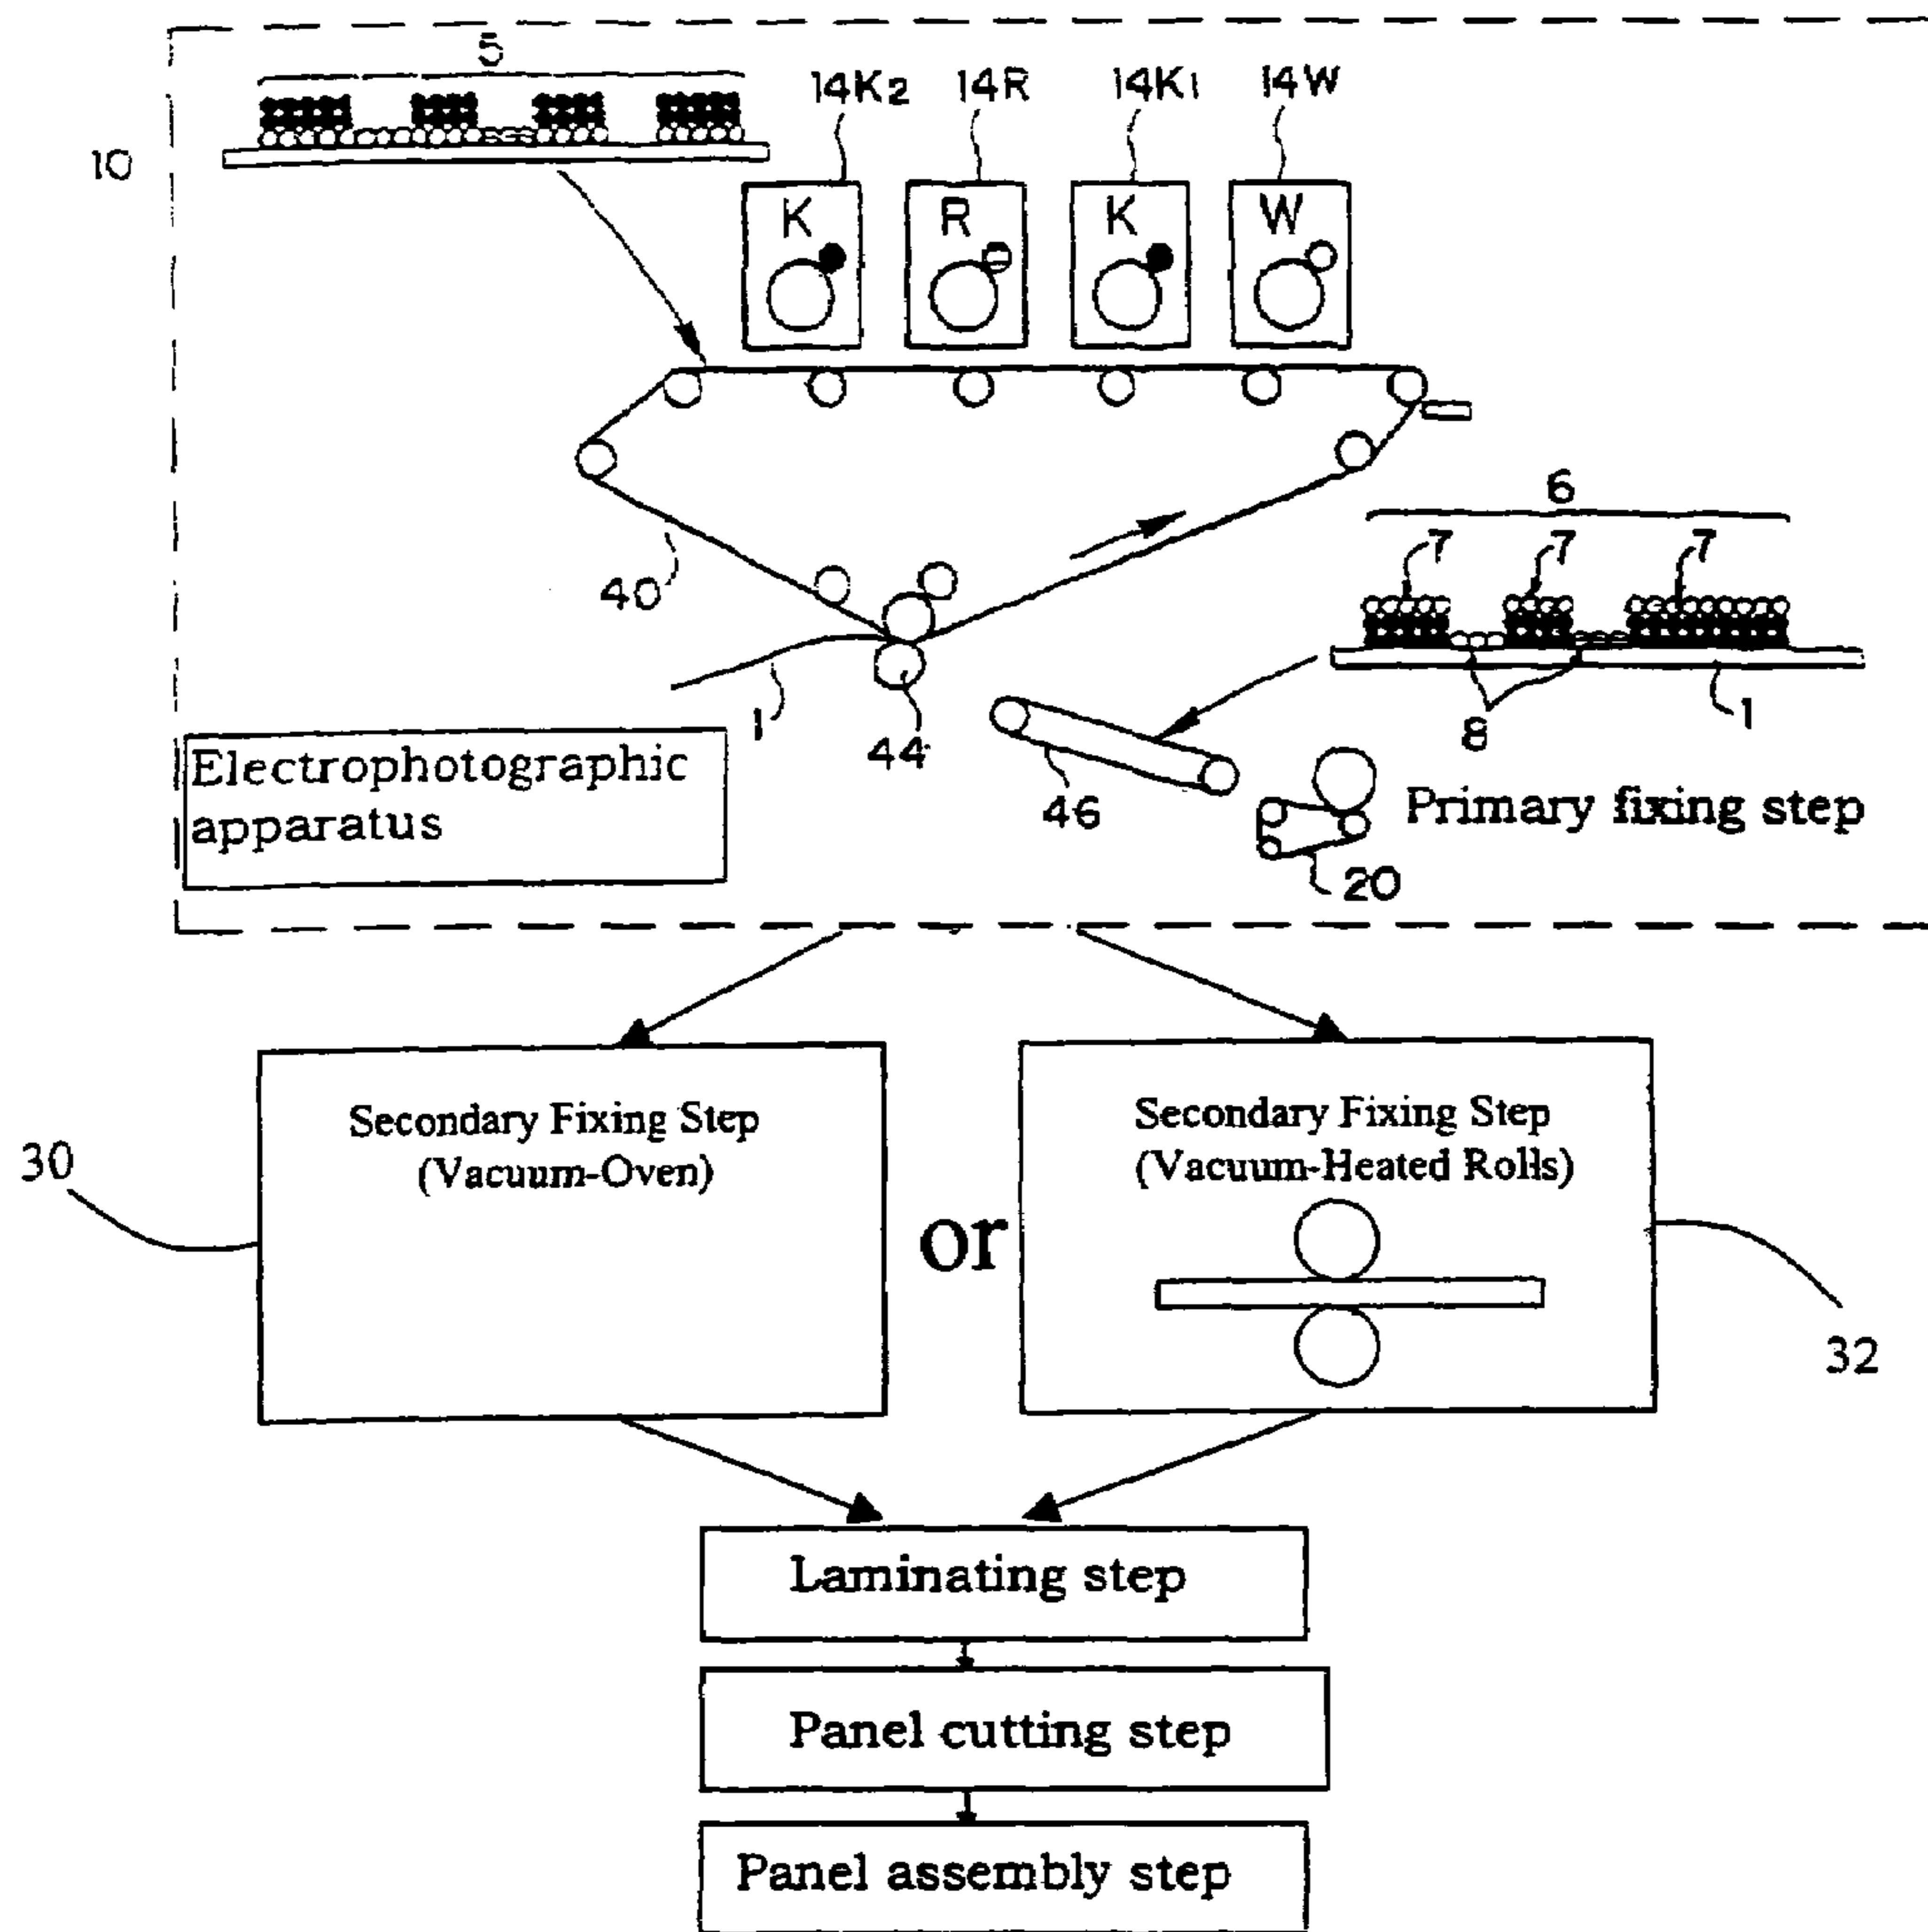 5
14K2 14R 14K1 14W
10
K R K W
6
7 7 7
40
1
44
8
1
46
Electrophotographic
apparatus
Primary fixing step
20
Secondary Fixing Step
(Vacuum-Oven)
Secondary Fixing Step
(Vacuum-Heated Rolls)
30
or
32
Laminating step
Panel cutting step
Panel assembly step